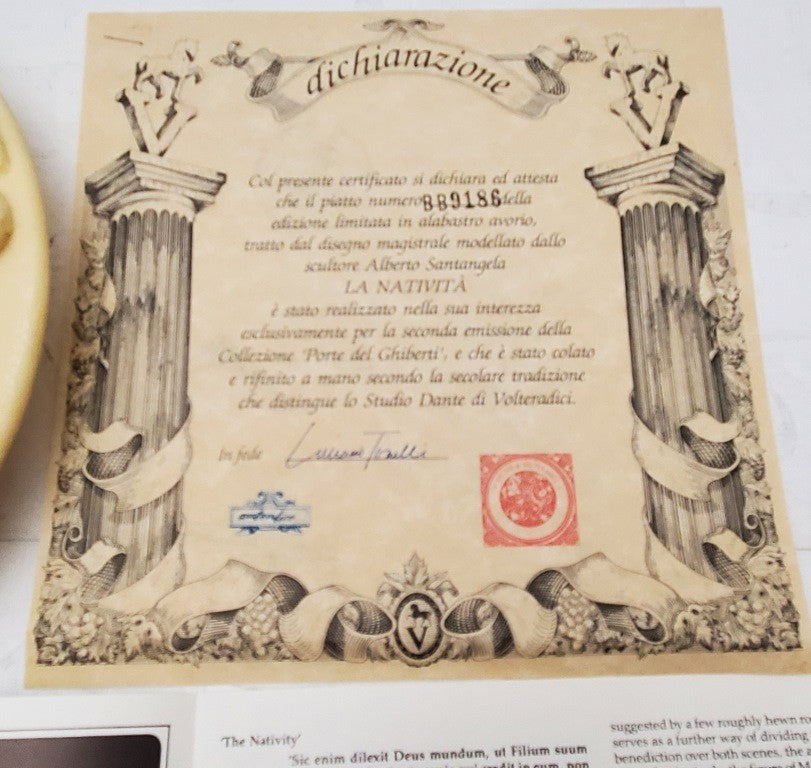 dichiarazione
Col presente certificato si dichiara ed attesta
che il piatto numero BB9186 della
edizione limitata in alabastro avorio,
tratto dal disegno magistrale modellato dallo
scultore Alberto Santangela
LA NATIVITÀ
è stato realizzato nella sua interezza
esclusivamente per la seconda emissione della
Collezione 'Porte del Ghiberti', e che è stato colato
e rifinito a mano secondo la secolare tradizione
che distingue lo Studio Dante di Volteradici.
In fede
V
'The Nativity'
'Sic enim dilexit Deus mundum, ut Filium suum
suggested by a few roughly hewn
serves as a further way of dividing
benediction over both scenes, the